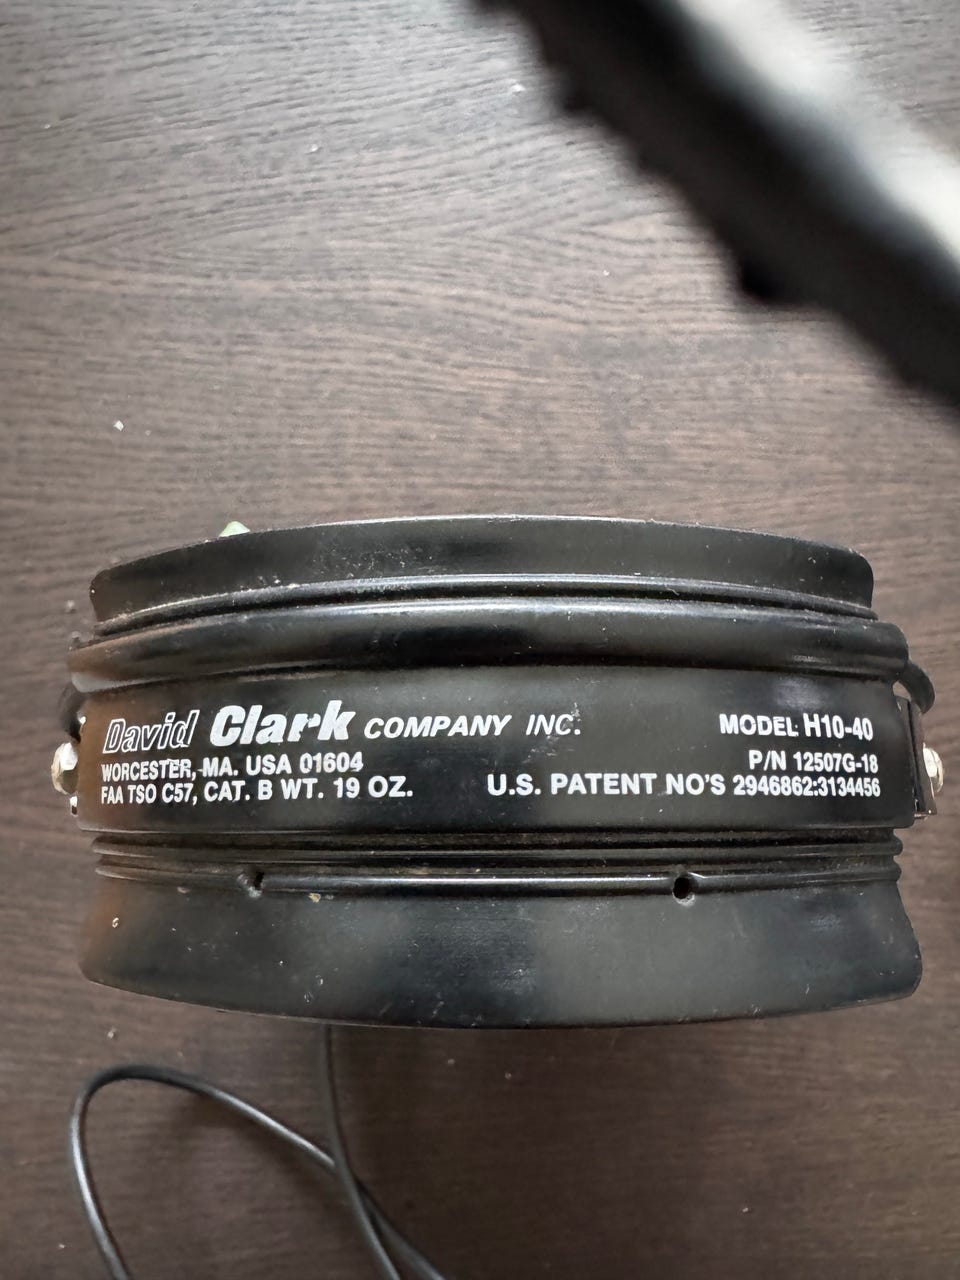 David Clark COMPANY INC.
WORCESTER, MA. USA 01604
FAA TSO C57, CAT. B WT. 19 OZ.
MODEL H10-40
P/N 12507G-18
U.S. PATENT NO'S 2946862:3134456